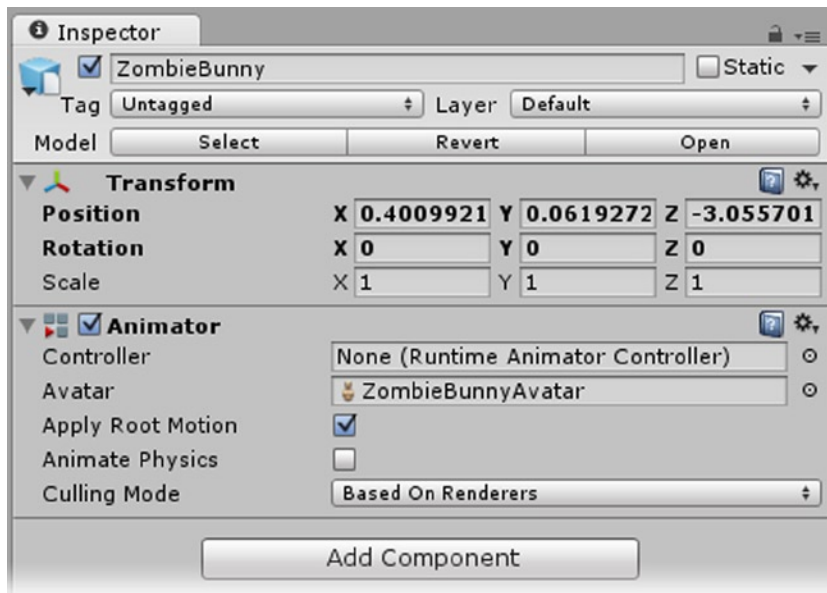 Inspector
ZombieBunny Static
Tag Untagged Layer Default
Model Select Revert Open
Transform
Position X 0.4009921 Y 0.0619272 Z -3.055701
Rotation X 0 Y 0 Z 0
Scale X 1 Y 1 Z 1
Animator
Controller None (Runtime Animator Controller)
Avatar ZombieBunnyAvatar
Apply Root Motion
Animate Physics
Culling Mode Based On Renderers
Add Component